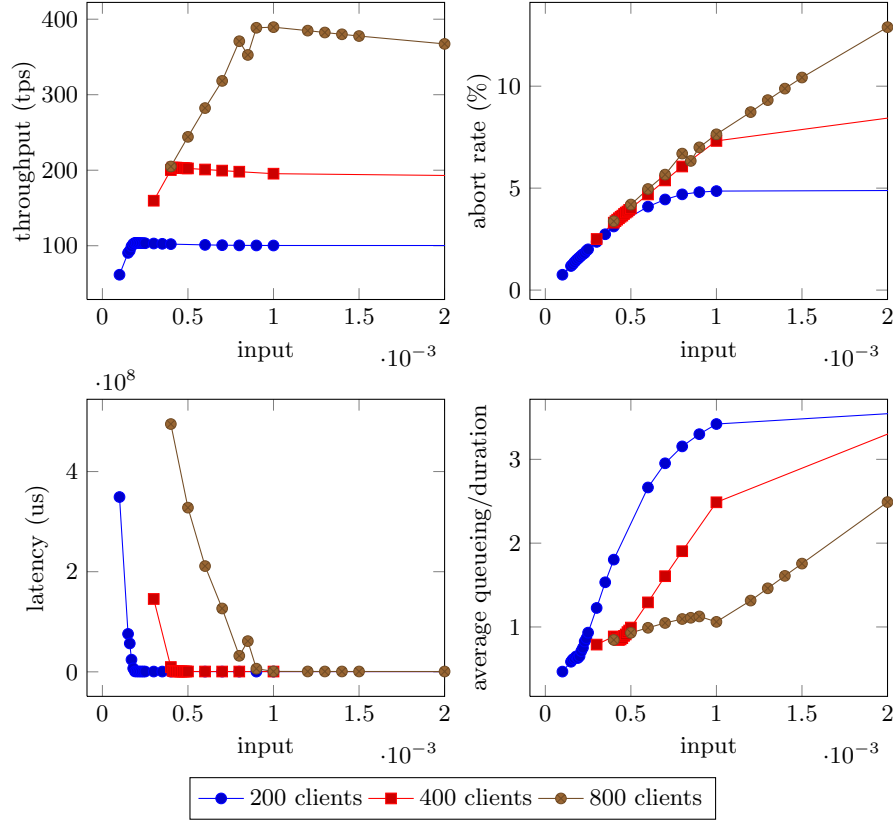 400
300
200
100
throughput (tps)
0 0.5 1 1.5 2
input
·10⁻³
10
5
0
abort rate (%)
0 0.5 1 1.5 2
input
·10⁻³
·10⁸
4
2
0
latency (us)
0 0.5 1 1.5 2
input
·10⁻³
3
2
1
average queueing/duration
0 0.5 1 1.5 2
input
·10⁻³
200 clients 400 clients 800 clients